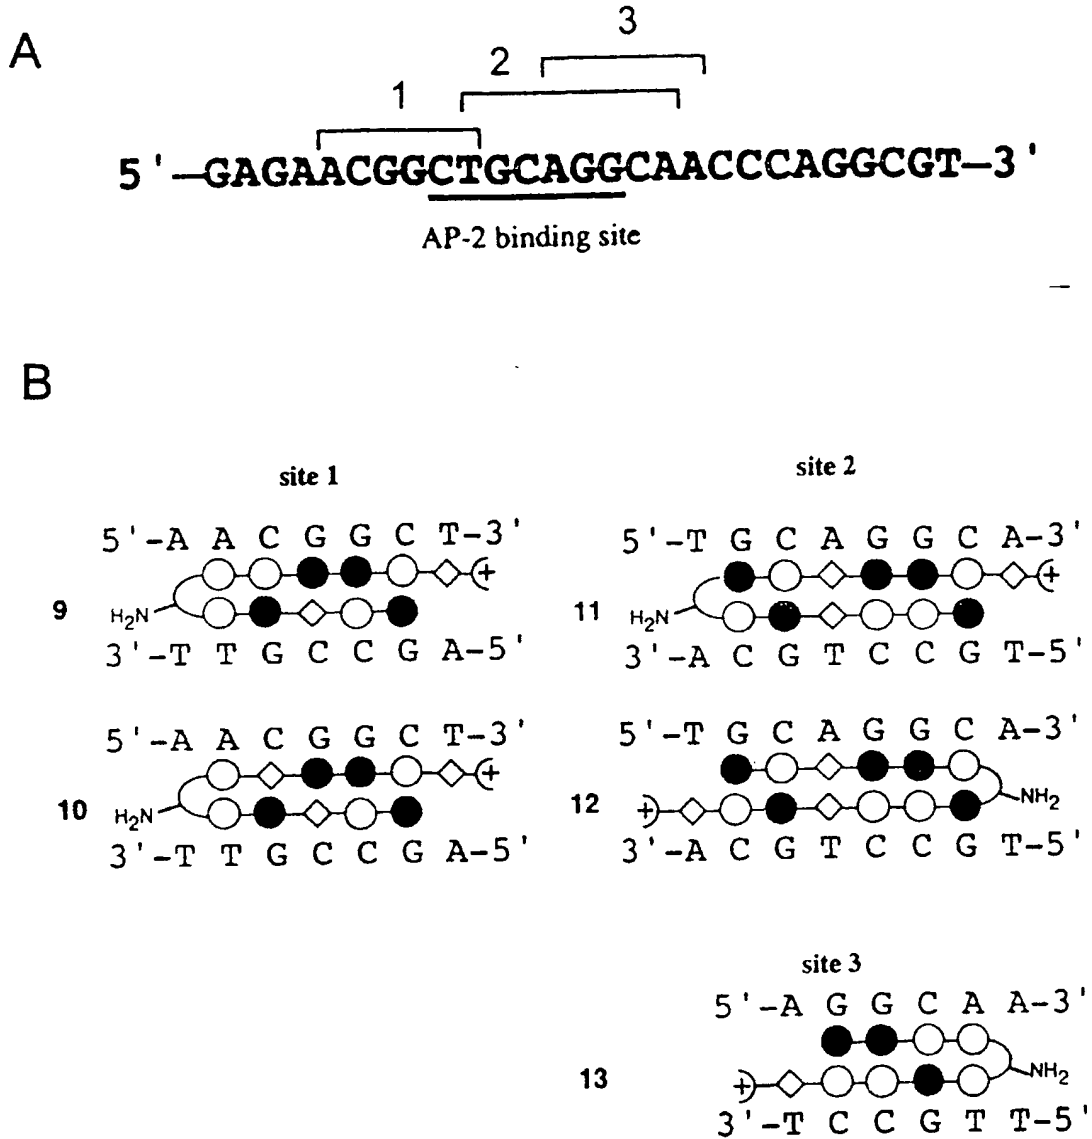 A
3
2
1
5'-GAGAACGGCTGCAGGCAACCCAGGCGT-3'
AP-2 binding site
B
site 1
5'-A A C G G C T-3'
+
9
H₂N
3'-T T G C C G A-5'
5'-A A C G G C T-3'
+
10
H₂N
3'-T T G C C G A-5'
site 2
5'-T G C A G G C A-3'
+
11
H₂N
3'-A C G T C C G T-5'
5'-T G C A G G C A-3'
12
+
NH₂
3'-A C G T C C G T-5'
site 3
5'-A G G C A A-3'
13
+
NH₂
3'-T C C G T T-5'